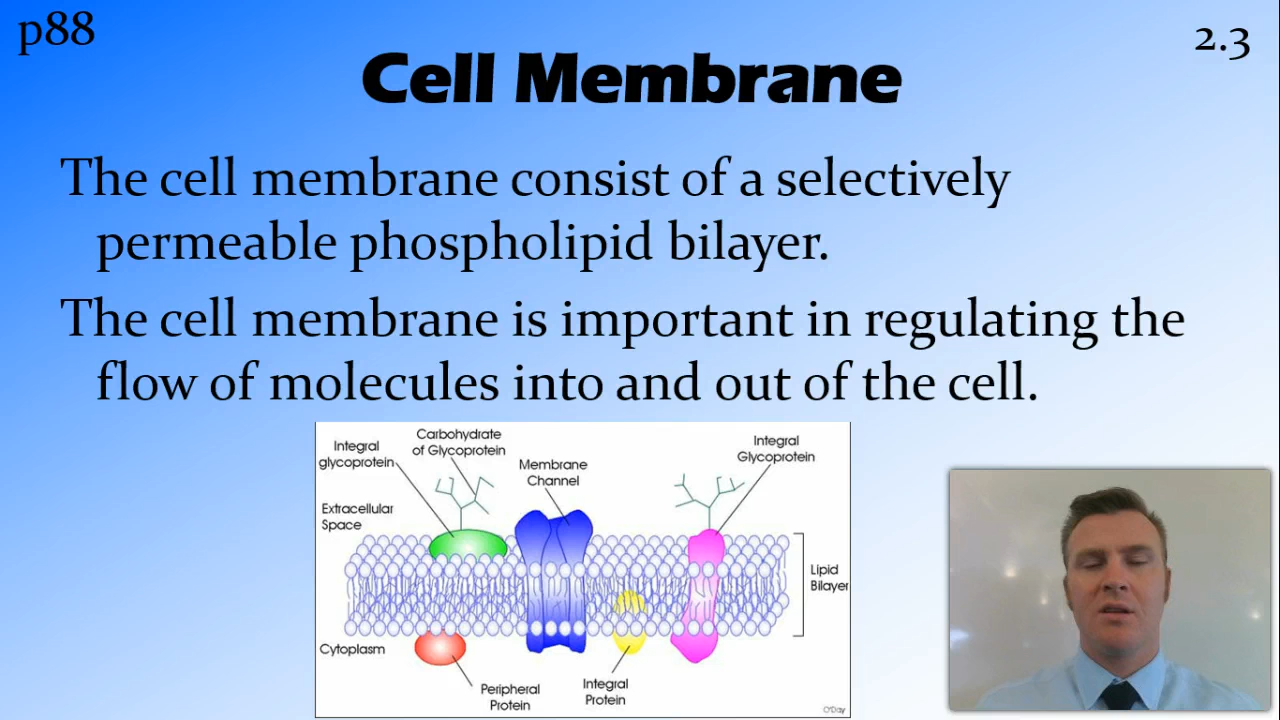 p88
2.3
Cell Membrane
The cell membrane consist of a selectively
permeable phospholipid bilayer.
The cell membrane is important in regulating the
flow of molecules into and out of the cell.
Integral
glycoprotein
Carbohydrate
of Glycoprotein
Membrane
Channel
Integral
Glycoprotein
Extracellular
Space
Lipid
Bilayer
Cytoplasm
Peripheral
Protein
Integral
Protein
O'Day